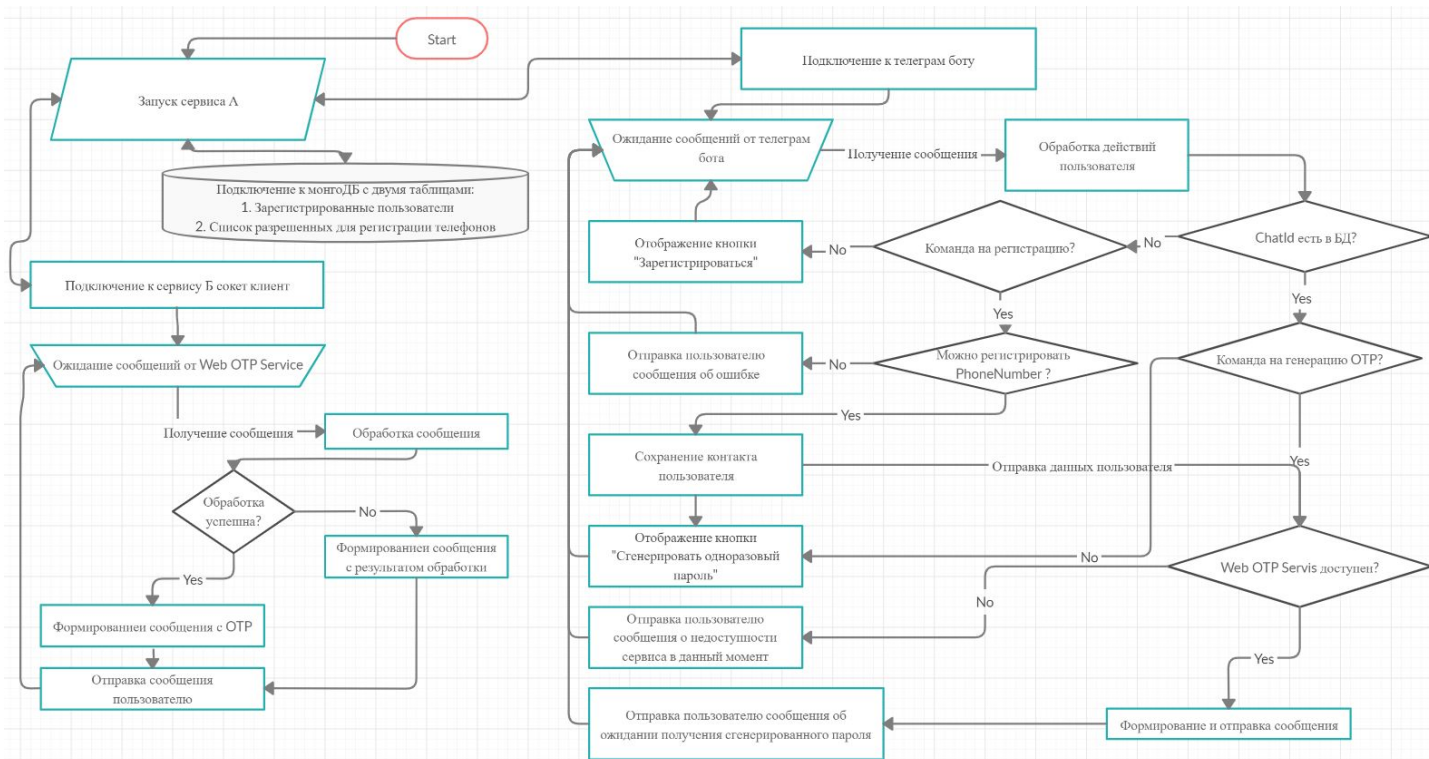 Start
Запуск сервиса А
Подключение к монгоДБ с двумя таблицами:
1. Зарегистрированные пользователи
2. Список разрешенных для регистрации телефонов
Подключение к сервису Б сокет клиент
Ожидание сообщений от Web OTP Service
Получение сообщения
Обработка сообщения
Обработка
успешна?
No
Формированиеи сообщения
с результатом обработки
Yes
Формированиеи сообщения с OTP
Отправка сообщения
пользователю
Подключение к телеграм боту
Ожидание сообщений от телеграм
бота
Получение сообщения
Обработка действий
пользователя
ChatId есть в БД?
No
Команда на регистрацию?
No
Отображение кнопки
"Зарегистрироваться"
Yes
Yes
Можно регистрировать
PhoneNumber ?
No
Отправка пользователю
сообщения об ошибке
Команда на генерацию OTP?
Yes
Сохранение контакта
пользователя
Отправка данных пользователя
Yes
Отображение кнопки
"Сгенерировать одноразовый
пароль"
No
Web OTP Servis доступен?
No
Отправка пользователю
сообщения о недоступности
сервиса в данный момент
Yes
Формирование и отправка сообщения
Отправка пользователю сообщения об
ожидании получения сгенерированного пароля